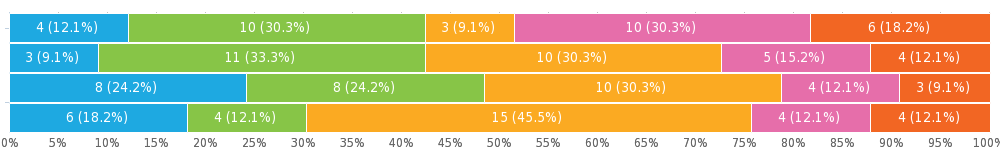 4 (12.1%) 10 (30.3%) 3 (9.1%) 10 (30.3%) 6 (18.2%)
3 (9.1%) 11 (33.3%) 10 (30.3%) 5 (15.2%) 4 (12.1%)
8 (24.2%) 8 (24.2%) 10 (30.3%) 4 (12.1%) 3 (9.1%)
6 (18.2%) 4 (12.1%) 15 (45.5%) 4 (12.1%) 4 (12.1%)
0% 5% 10% 15% 20% 25% 30% 35% 40% 45% 50% 55% 60% 65% 70% 75% 80% 85% 90% 95% 100%